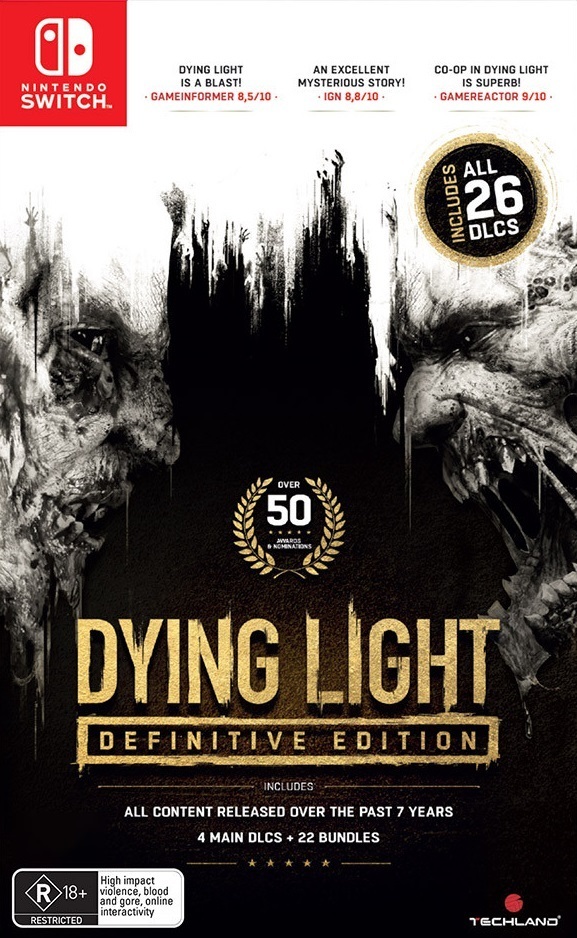 NINTENDO
SWITCH™
DYING LIGHT
IS A BLAST!
· GAMEINFORMER 8,5/10 ·
AN EXCELLENT
MYSTERIOUS STORY!
· IGN 8,8/10 ·
CO-OP IN DYING LIGHT
IS SUPERB!
· GAMEREACTOR 9/10 ·
INCLUDES
ALL
26
DLCS
OVER
50
AWARDS
& NOMINATIONS
DYING LIGHT
DEFINITIVE EDITION
INCLUDES
ALL CONTENT RELEASED OVER THE PAST 7 YEARS
4 MAIN DLCS + 22 BUNDLES
R 18+
RESTRICTED
High impact
violence, blood
and gore, online
interactivity
TECHLAND